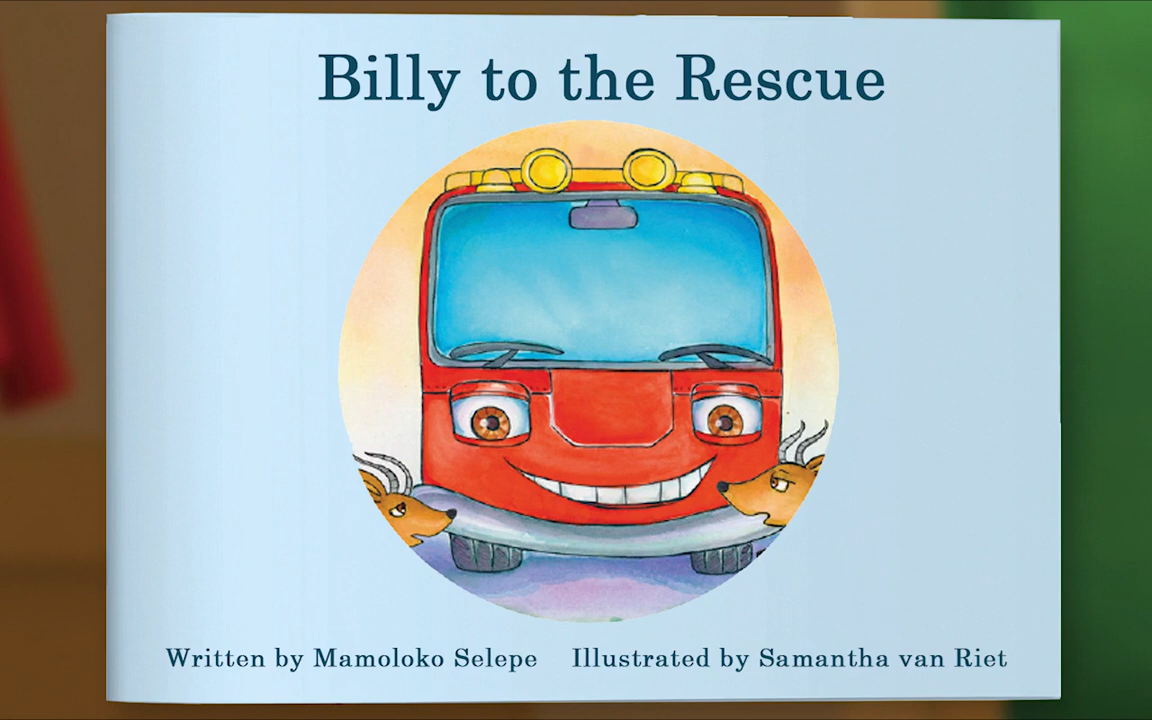 Billy to the Rescue
Written by Mamoloko Selepe Illustrated by Samantha van Riet